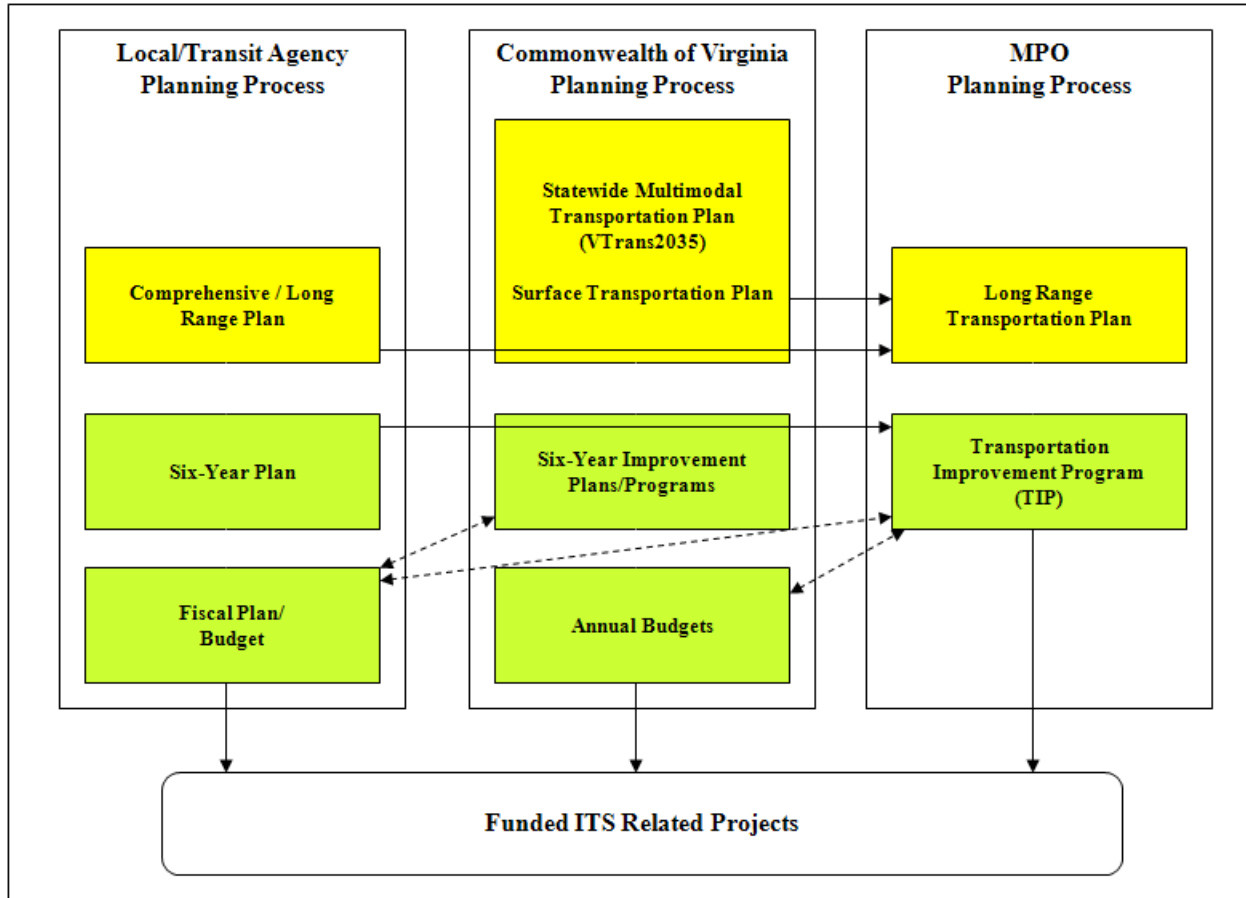 Local/Transit Agency
Planning Process
Commonwealth of Virginia
Planning Process
MPO
Planning Process
Statewide Multimodal
Transportation Plan
(VTrans2035)
Surface Transportation Plan
Comprehensive / Long
Range Plan
Long Range
Transportation Plan
Six-Year Plan
Six-Year Improvement
Plans/Programs
Transportation
Improvement Program
(TIP)
Fiscal Plan/
Budget
Annual Budgets
Funded ITS Related Projects